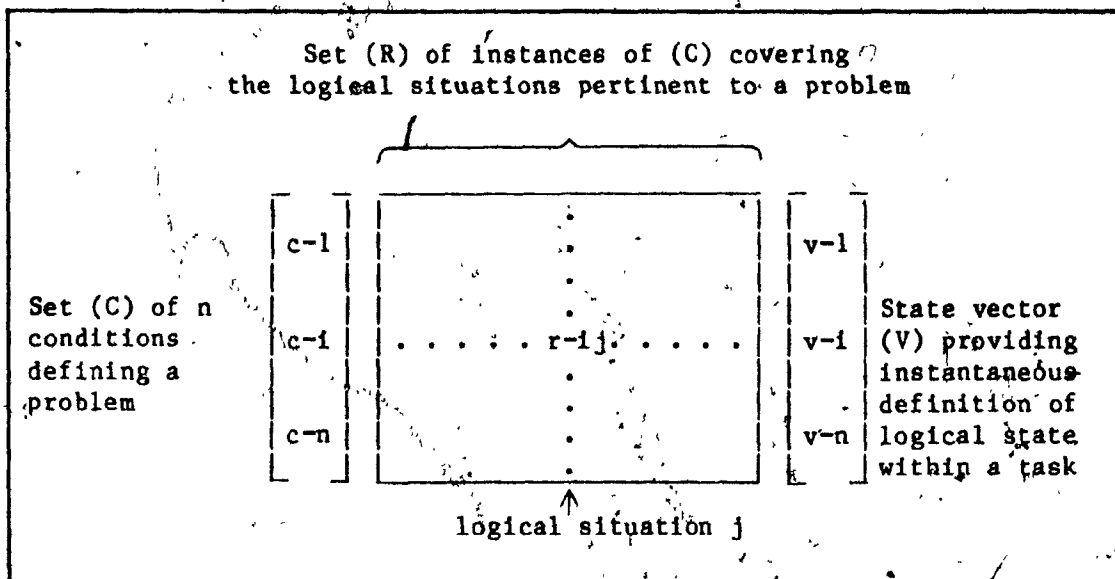 Set (R) of instances of (C) covering
the logical situations pertinent to a problem
Set (C) of n
conditions
defining a
problem
c-1
c-i
c-n
. . . . . r-ij. . . . .
v-1
v-i
v-n
State vector
(V) providing
instantaneous
definition of
logical state
within a task
logical situation j